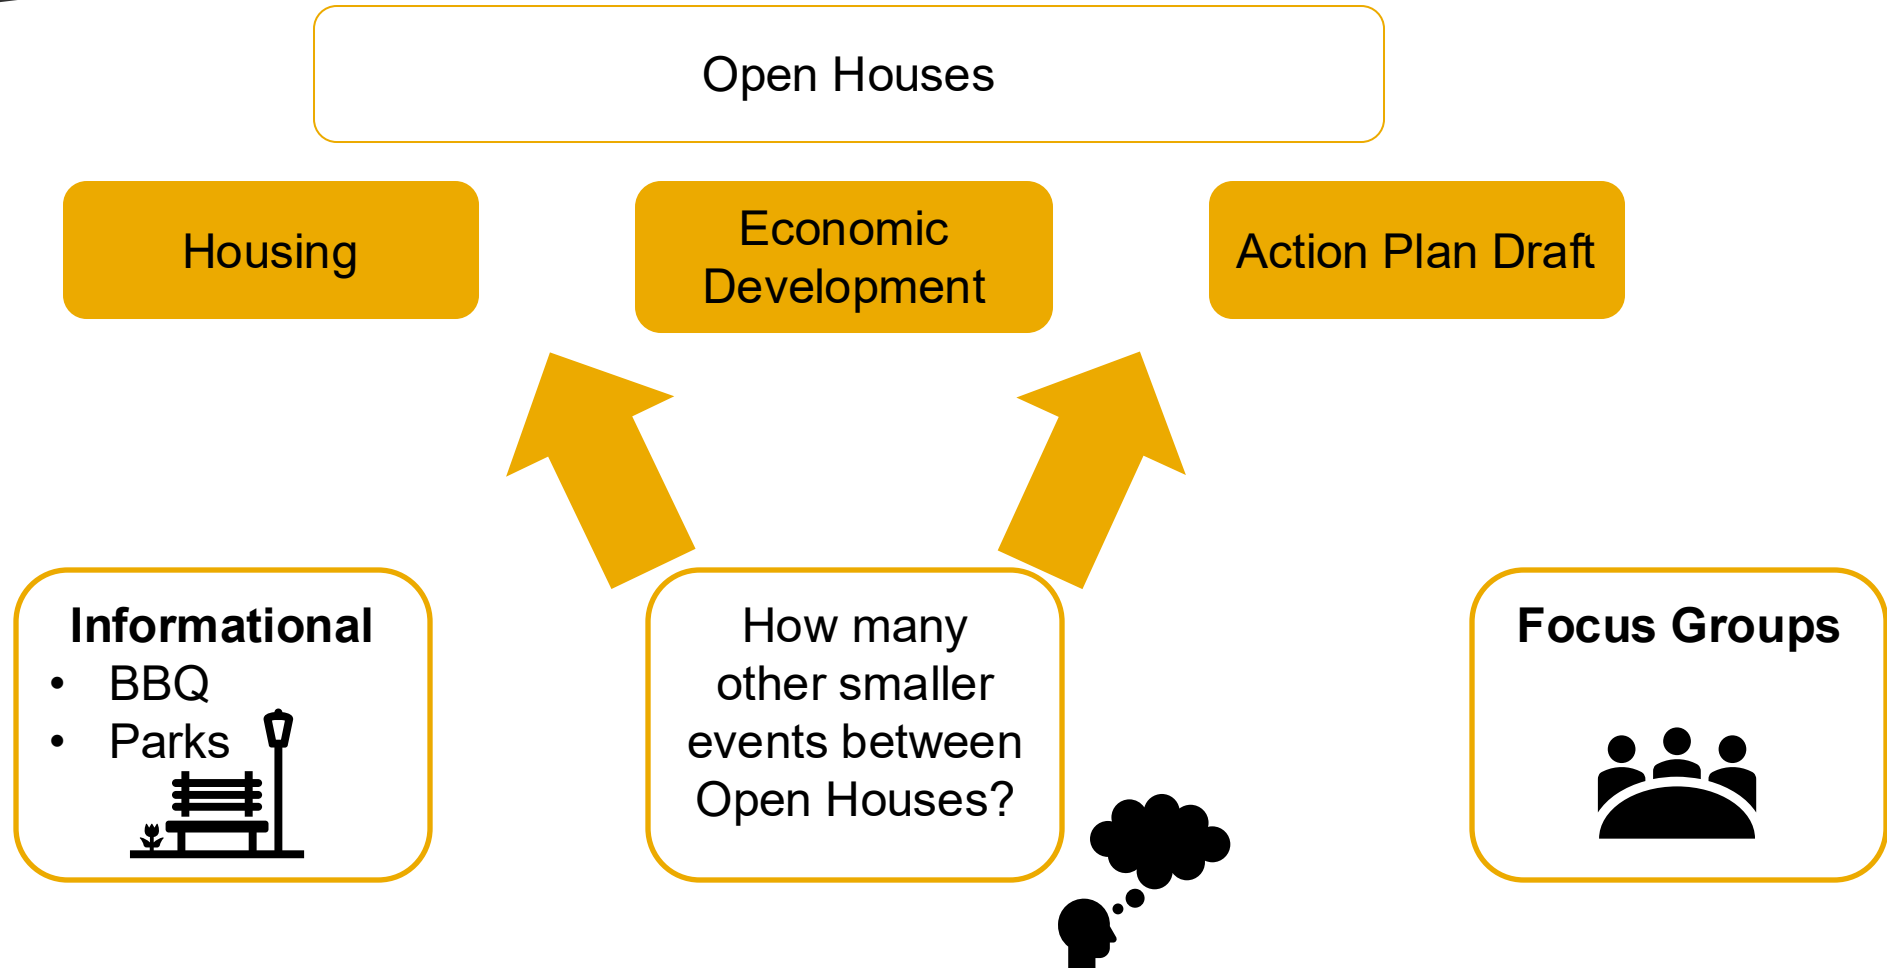 Open Houses
Housing
Economic
Development
Action Plan Draft
Informational
• BBQ
• Parks
How many
other smaller
events between
Open Houses?
Focus Groups